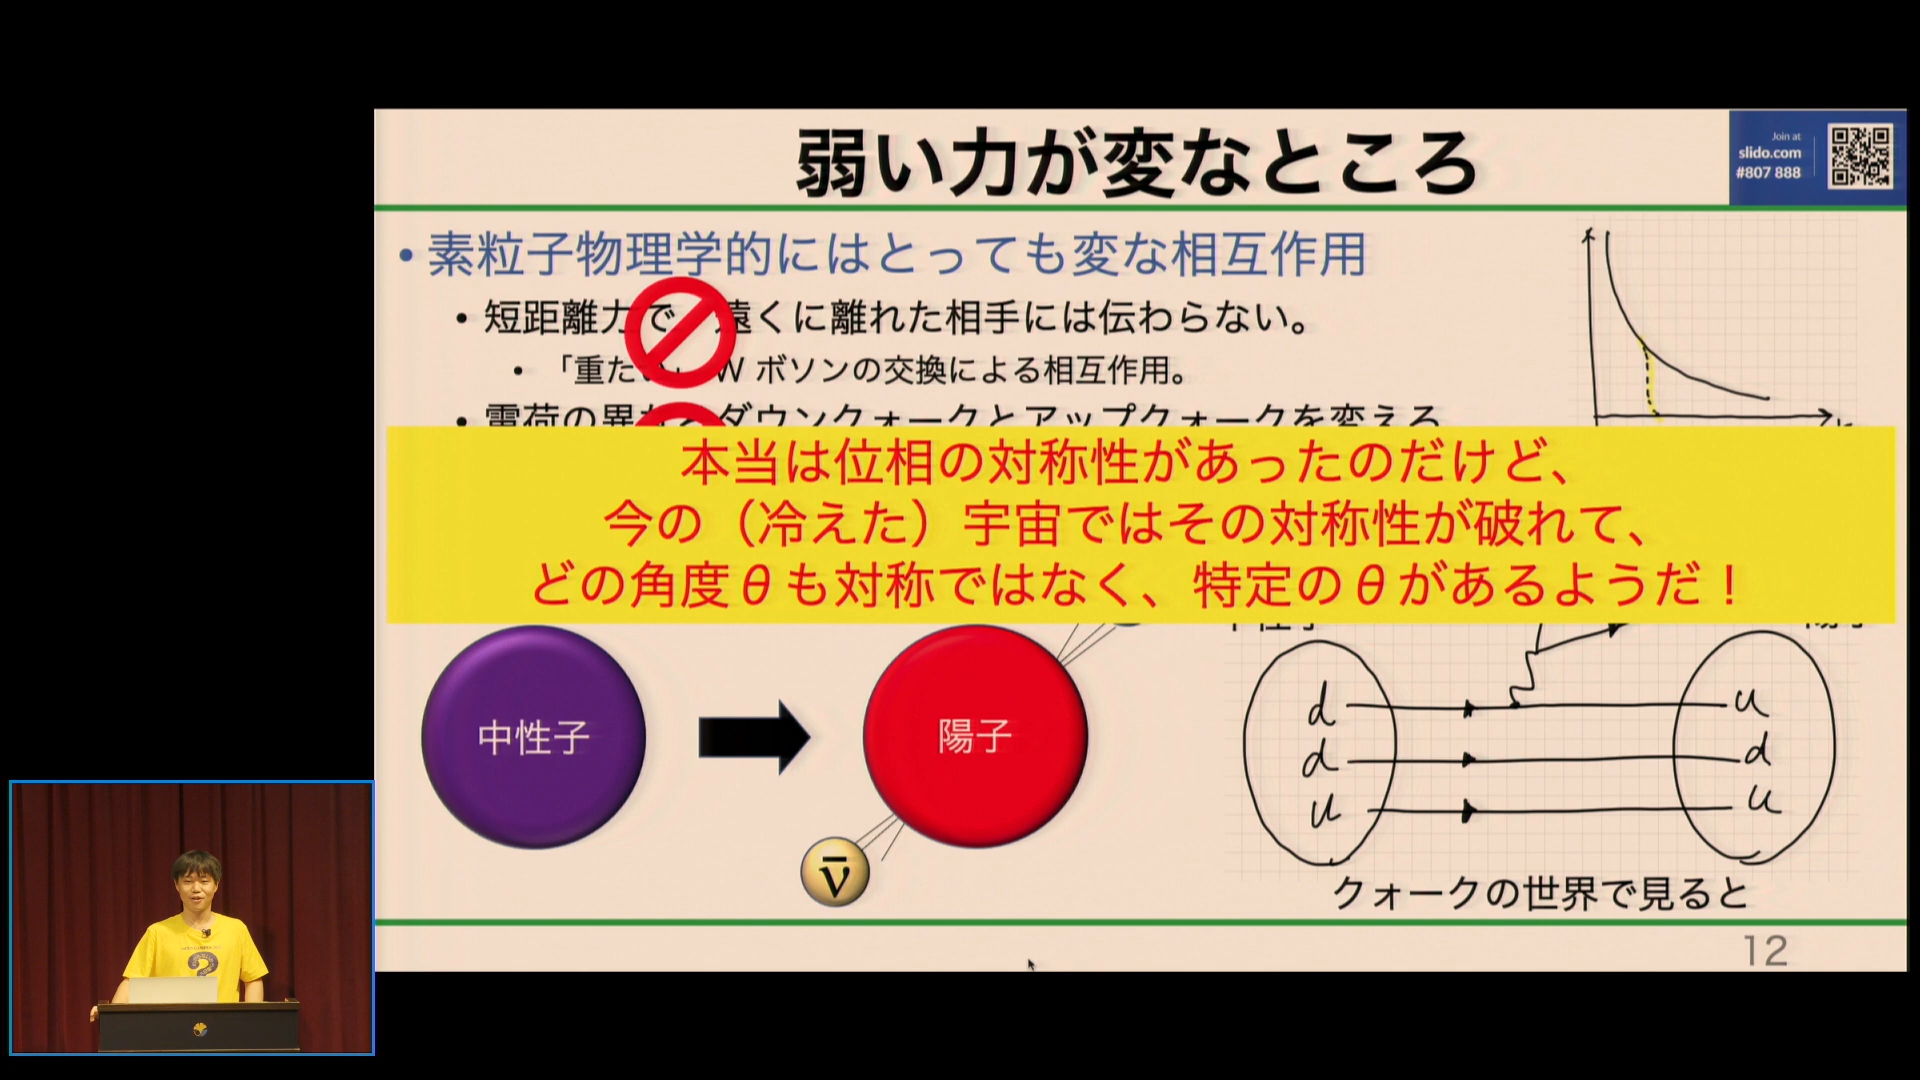 弱い力が変なところ
Join at
slido.com
#807 888
• 素粒子物理学的にはとっても変な相互作用
• 短距離力で 遠くに離れた相手には伝わらない。
• 「重たい」 W ボソンの交換による相互作用。
• 電荷の異なる ダウンクォークとアップクォークを変える
本当は位相の対称性があったのだけど、
今の（冷えた）宇宙ではその対称性が破れて、
どの角度θも対称ではなく、特定のθがあるようだ！
中性子
陽子
中性子
陽子
ν̄
d
u
d
d
u
u
クォークの世界で見ると
12